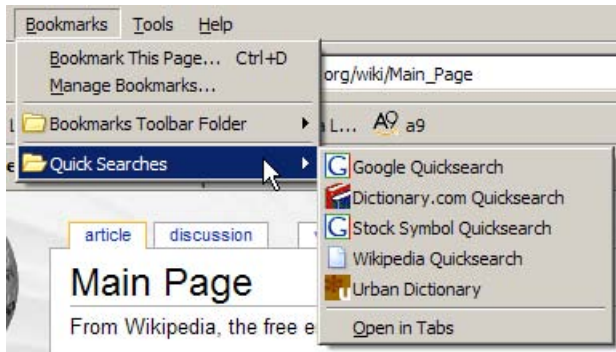 Bookmarks Tools Help
Bookmark This Page... Ctrl+D
Manage Bookmarks...
org/wiki/Main_Page
Bookmarks Toolbar Folder
L... A9 a9
Quick Searches
Google Quicksearch
Dictionary.com Quicksearch
Stock Symbol Quicksearch
Wikipedia Quicksearch
Urban Dictionary
Open in Tabs
article discussion
Main Page
From Wikipedia, the free